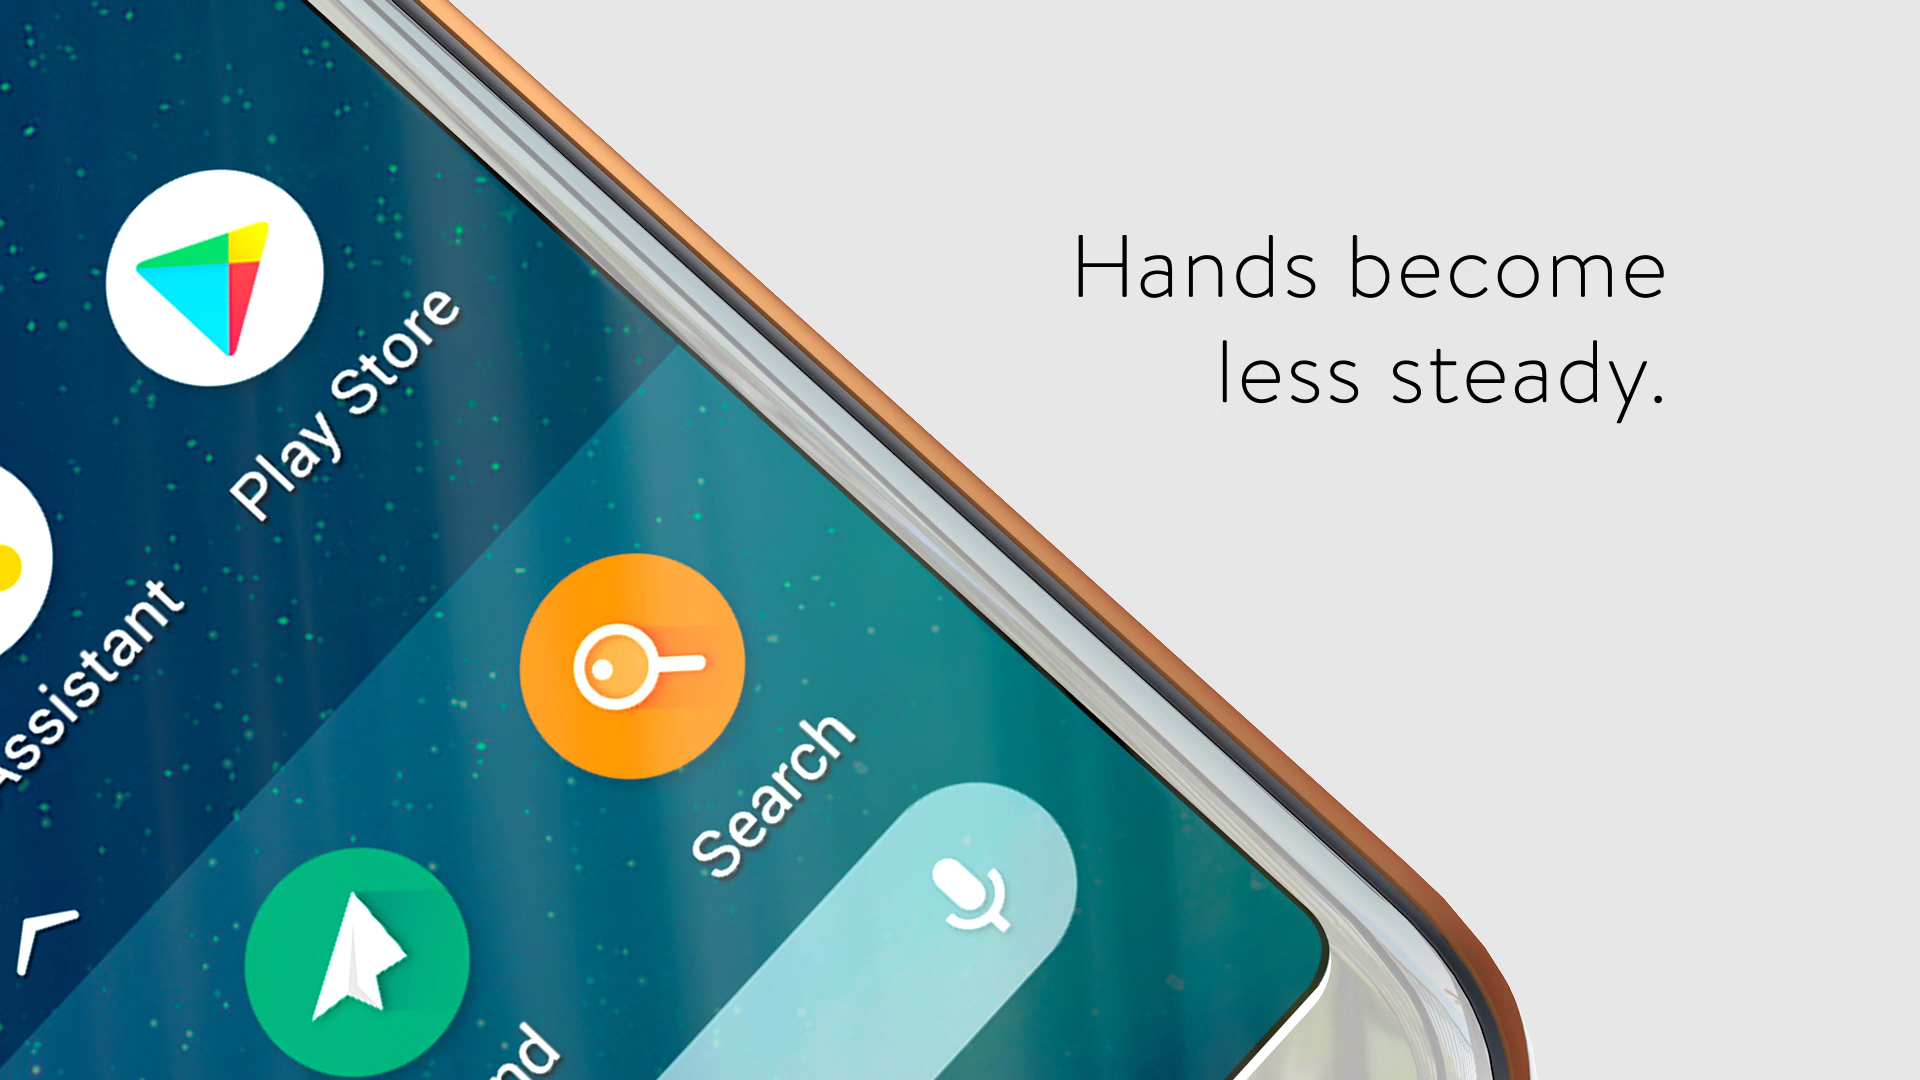 Hands become
less steady.
Play Store
Assistant
Search